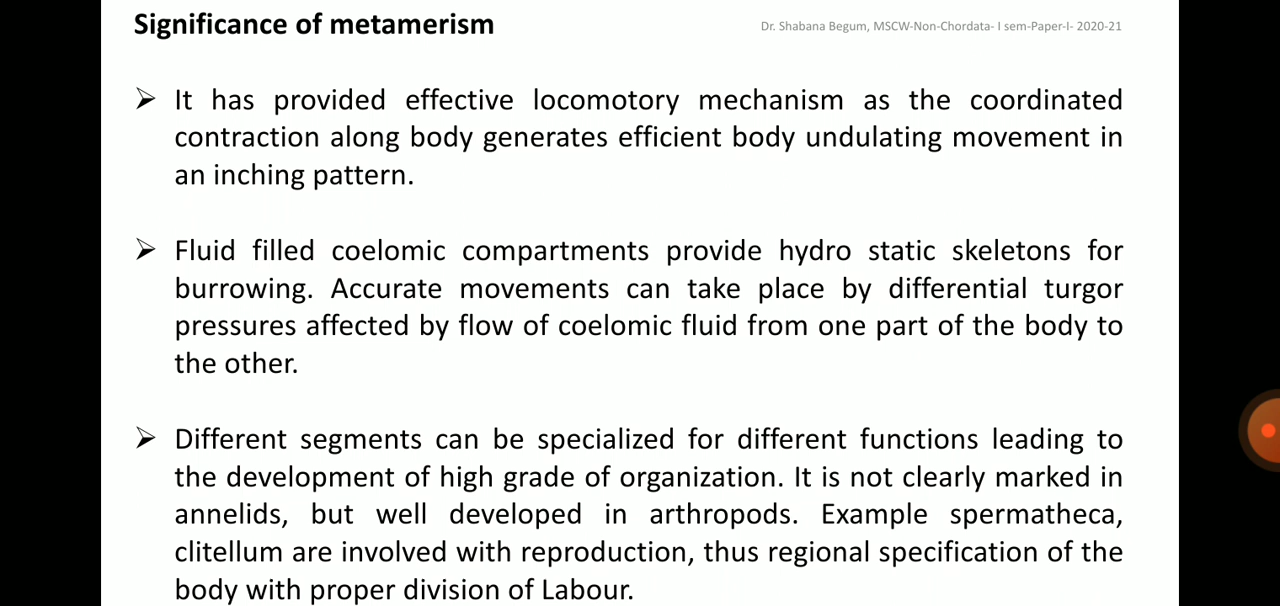 Significance of metamerism
Dr. Shabana Begum, MSCW-Non-Chordata- I sem-Paper-I- 2020-21
➢ It has provided effective locomotory mechanism as the coordinated
contraction along body generates efficient body undulating movement in
an inching pattern.
➢ Fluid filled coelomic compartments provide hydro static skeletons for
burrowing. Accurate movements can take place by differential turgor
pressures affected by flow of coelomic fluid from one part of the body to
the other.
➢ Different segments can be specialized for different functions leading to
the development of high grade of organization. It is not clearly marked in
annelids, but well developed in arthropods. Example spermatheca,
clitellum are involved with reproduction, thus regional specification of the
body with proper division of Labour.